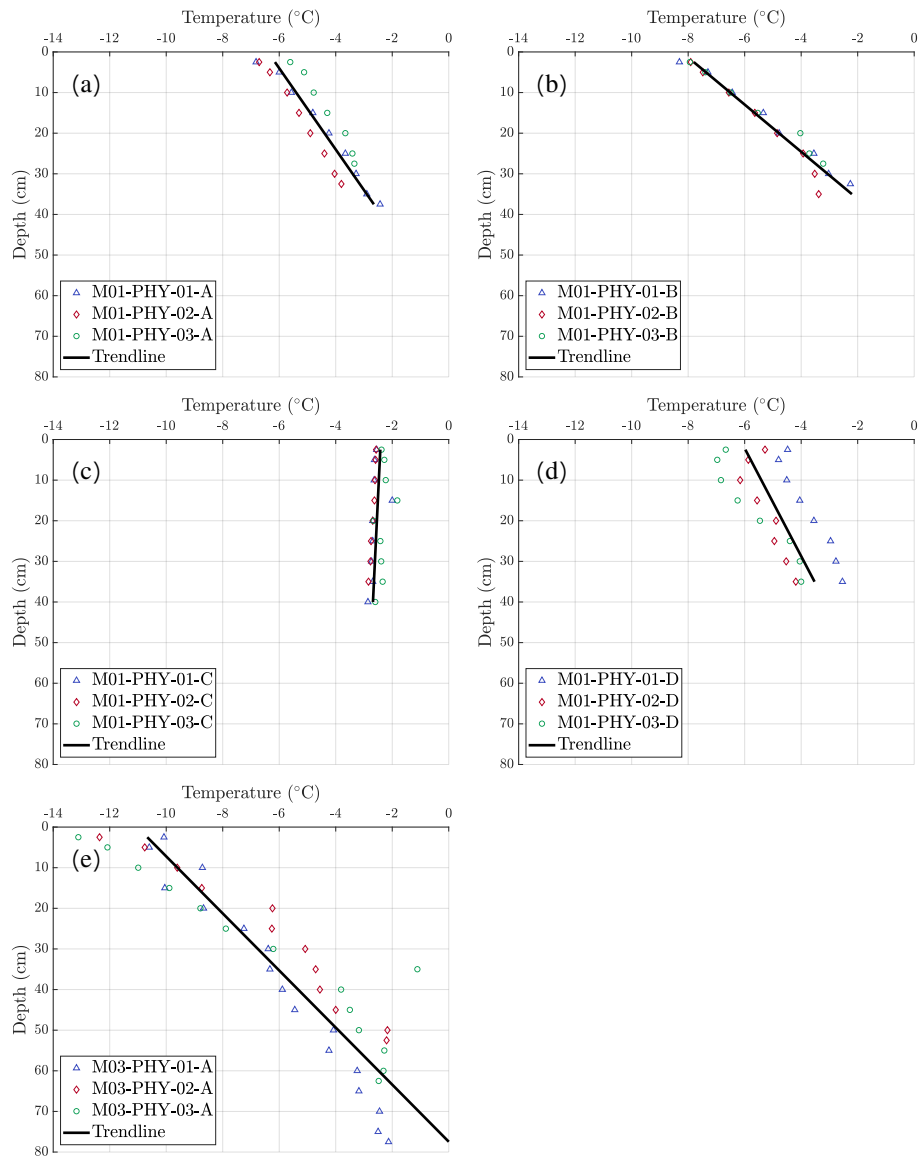 Temperature (°C)
-14 -12 -10 -8 -6 -4 -2 0
0
10
20
30
40
50
60
70
80
Depth (cm)
(a)
M01-PHY-01-A
M01-PHY-02-A
M01-PHY-03-A
Trendline
Temperature (°C)
-14 -12 -10 -8 -6 -4 -2 0
0
10
20
30
40
50
60
70
80
Depth (cm)
(b)
M01-PHY-01-B
M01-PHY-02-B
M01-PHY-03-B
Trendline
Temperature (°C)
-14 -12 -10 -8 -6 -4 -2 0
0
10
20
30
40
50
60
70
80
Depth (cm)
(c)
M01-PHY-01-C
M01-PHY-02-C
M01-PHY-03-C
Trendline
Temperature (°C)
-14 -12 -10 -8 -6 -4 -2 0
0
10
20
30
40
50
60
70
80
Depth (cm)
(d)
M01-PHY-01-D
M01-PHY-02-D
M01-PHY-03-D
Trendline
Temperature (°C)
-14 -12 -10 -8 -6 -4 -2 0
0
10
20
30
40
50
60
70
80
Depth (cm)
(e)
M03-PHY-01-A
M03-PHY-02-A
M03-PHY-03-A
Trendline